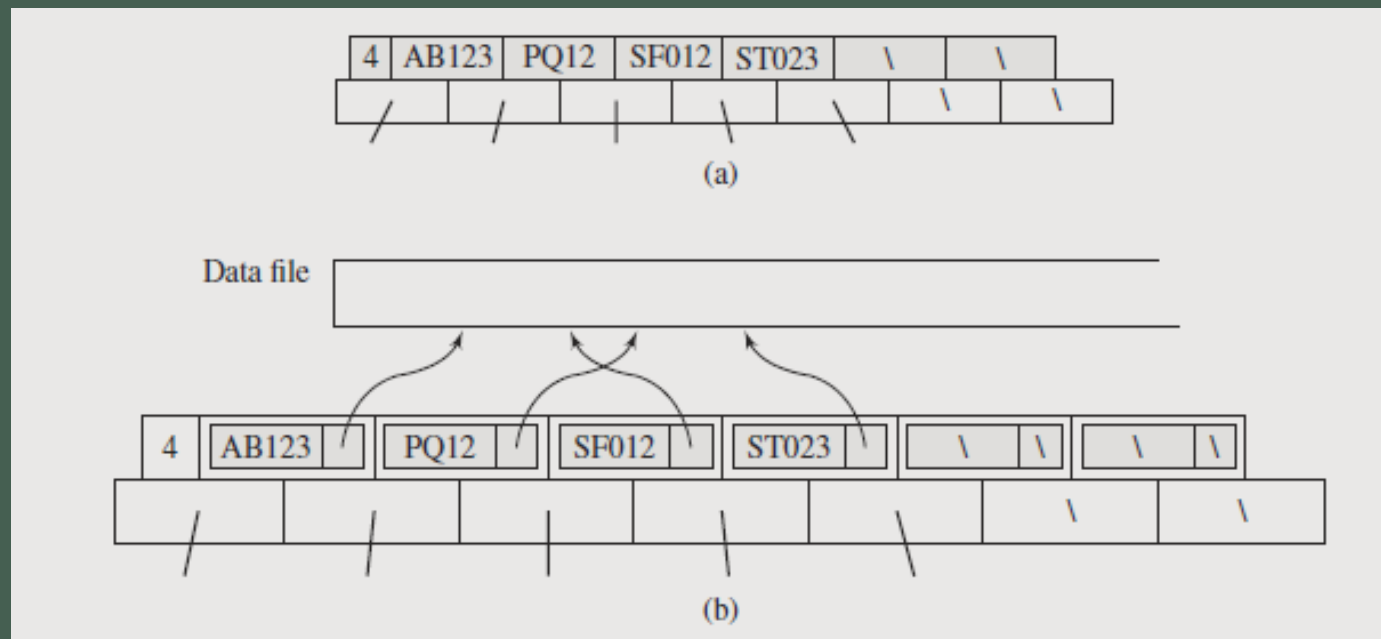 4 AB123 PQ12 SF012 ST023 \ \
\ \
(a)
Data file
4 AB123 PQ12 SF012 ST023 \ \ \ \
\ \
(b)